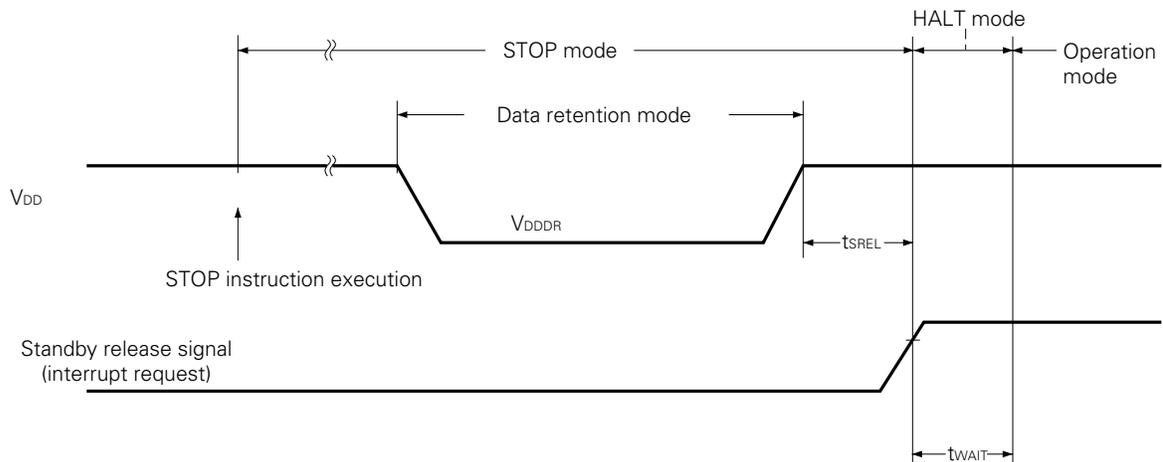 HALT mode
STOP mode
Operation
mode
Data retention mode
VDD
VDDDR
tSREL
STOP instruction execution
Standby release signal
(interrupt request)
tWAIT